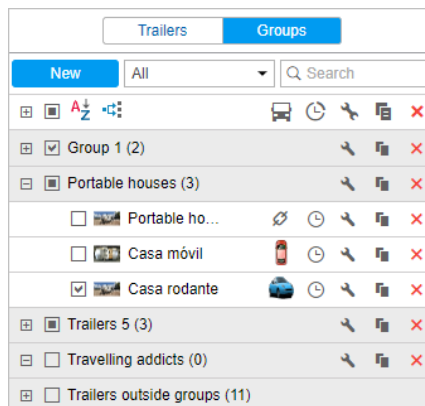 Trailers Groups
New All Search
A Z
Group 1 (2)
Portable houses (3)
Portable ho...
Casa móvil
Casa rodante
Trailers 5 (3)
Travelling addicts (0)
Trailers outside groups (11)